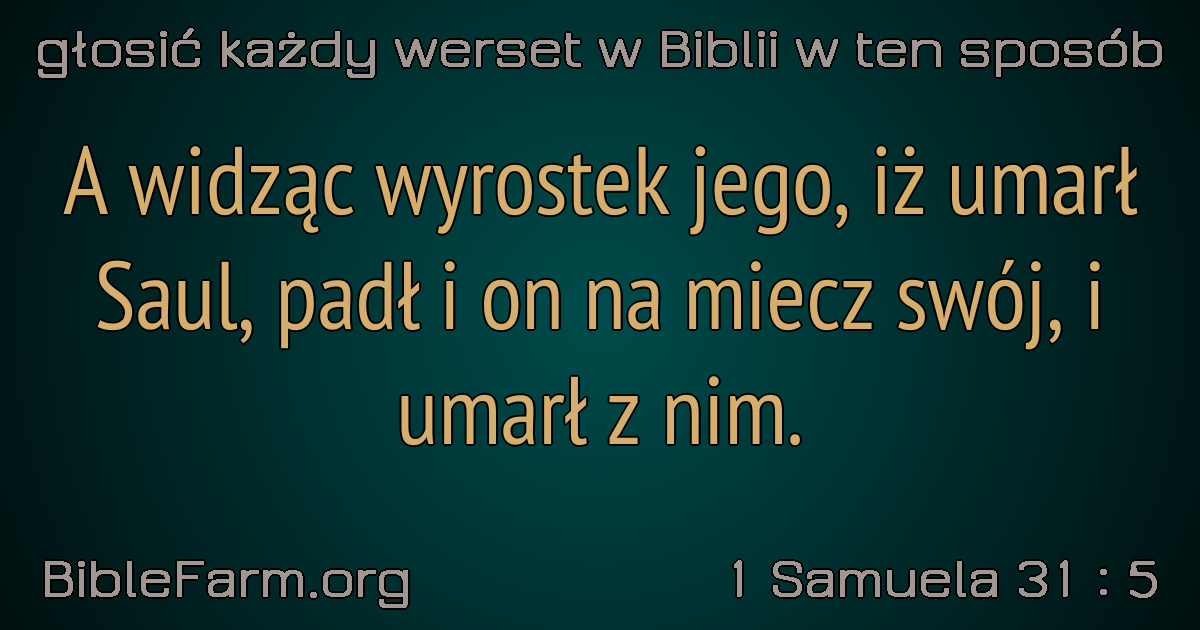 głosić każdy werset w Biblii w ten sposób
A widząc wyrostek jego, iż umarł
Saul, padł i on na miecz swój, i
umarł z nim.
BibleFarm.org
1 Samuela 31 : 5